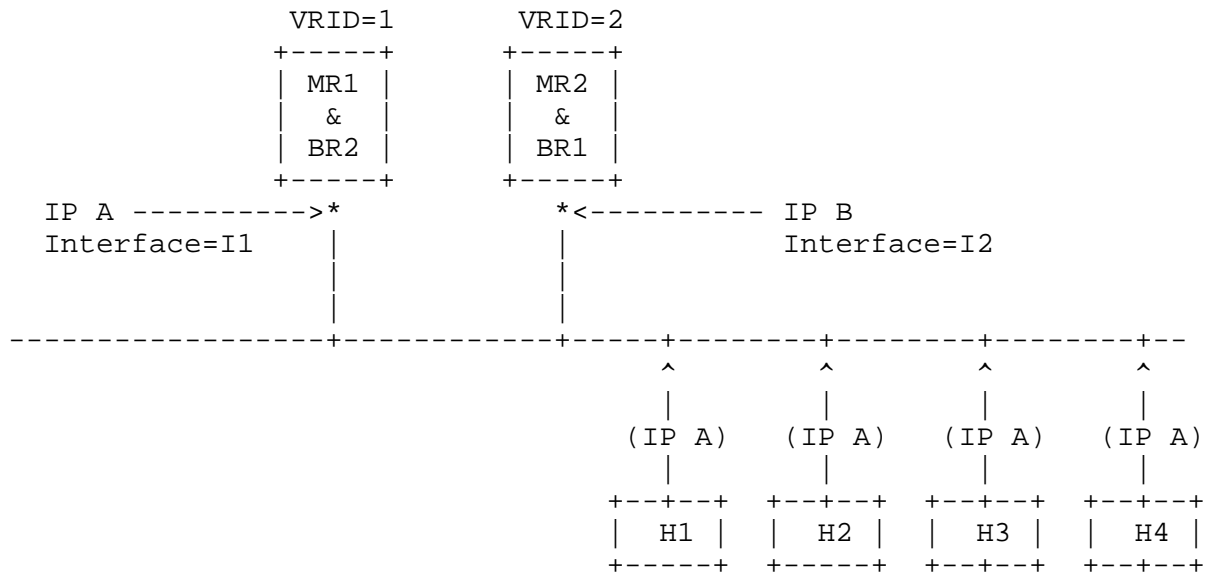 VRID=1 VRID=2
+-----+ +-----+
| MR1 | | MR2 |
| & | | & |
| BR2 | | BR1 |
+-----+ +-----+
IP A ---------->* *<---------- IP B
Interface=I1 | | Interface=I2
| |
| |
------------------+------------+-----+--------+--------+--------+--
^ ^ ^ ^
| | | |
(IP A) (IP A) (IP A) (IP A)
| | | |
+--+--+ +--+--+ +--+--+ +--+--+
| H1 | | H2 | | H3 | | H4 |
+-----+ +-----+ +--+--+ +--+--+